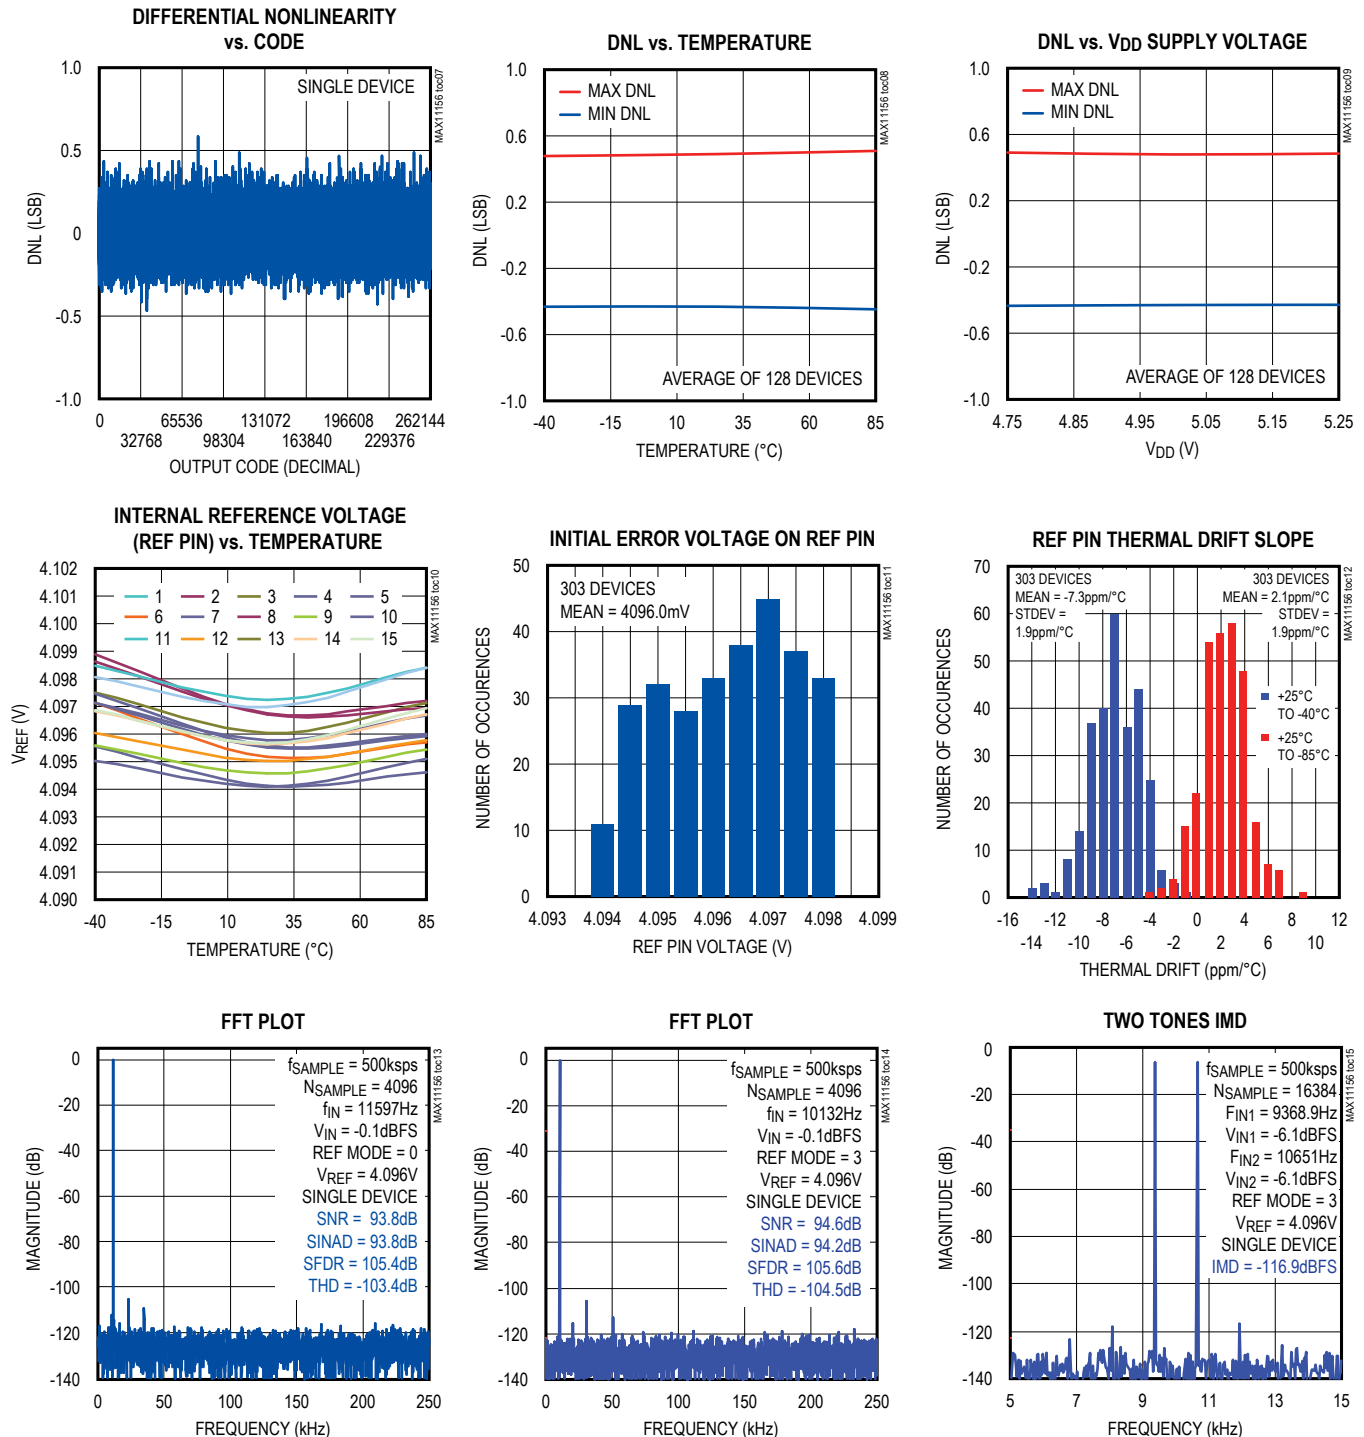 DIFFERENTIAL NONLINEARITY
vs. CODE
1.0
0.5
0
-0.5
-1.0
DNL (LSB)
SINGLE DEVICE
MAX11156 toc07
0 65536 131072 196608 262144
32768 98304 163840 229376
OUTPUT CODE (DECIMAL)
DNL vs. TEMPERATURE
1.0
0.6
0.2
-0.2
-0.6
-1.0
DNL (LSB)
MAX DNL
MIN DNL
AVERAGE OF 128 DEVICES
MAX11156 toc08
-40 -15 10 35 60 85
TEMPERATURE (°C)
DNL vs. VDD SUPPLY VOLTAGE
1.0
0.6
0.2
-0.2
-0.6
-1.0
DNL (LSB)
MAX DNL
MIN DNL
AVERAGE OF 128 DEVICES
MAX11156 toc09
4.75 4.85 4.95 5.05 5.15 5.25
VDD (V)
INTERNAL REFERENCE VOLTAGE
(REF PIN) vs. TEMPERATURE
4.102
4.101
4.100
4.099
4.098
4.097
4.096
4.095
4.094
4.093
4.092
4.091
4.090
VREF (V)
1 2 3 4 5
6 7 8 9 10
11 12 13 14 15
MAX11156 toc10
-40 -15 10 35 60 85
TEMPERATURE (°C)
INITIAL ERROR VOLTAGE ON REF PIN
50
40
30
20
10
0
NUMBER OF OCCURENCES
303 DEVICES
MEAN = 4096.0mV
MAX11156 toc11
4.093 4.094 4.095 4.096 4.097 4.098 4.099
REF PIN VOLTAGE (V)
REF PIN THERMAL DRIFT SLOPE
70
60
50
40
30
20
10
0
NUMBER OF OCCURENCES
303 DEVICES
MEAN = -7.3ppm/°C
STDEV =
1.9ppm/°C
303 DEVICES
MEAN = 2.1ppm/°C
STDEV =
1.9ppm/°C
+25°C
TO -40°C
+25°C
TO -85°C
MAX11156 toc12
-16 -12 -8 -4 0 4 8 12
-14 -10 -6 -2 2 6 10
THERMAL DRIFT (ppm/°C)
FFT PLOT
0
-20
-40
-60
-80
-100
-120
-140
MAGNITUDE (dB)
fSAMPLE = 500ksps
NSAMPLE = 4096
fIN = 11597Hz
VIN = -0.1dBFS
REF MODE = 0
VREF = 4.096V
SINGLE DEVICE
SNR = 93.8dB
SINAD = 93.8dB
SFDR = 105.4dB
THD = -103.4dB
MAX11156 toc13
0 50 100 150 200 250
FREQUENCY (kHz)
FFT PLOT
0
-20
-40
-60
-80
-100
-120
-140
MAGNITUDE (dB)
fSAMPLE = 500ksps
NSAMPLE = 4096
fIN = 10132Hz
VIN = -0.1dBFS
REF MODE = 3
VREF = 4.096V
SINGLE DEVICE
SNR = 94.6dB
SINAD = 94.2dB
SFDR = 105.6dB
THD = -104.5dB
MAX11156 toc14
0 50 100 150 200 250
FREQUENCY (kHz)
TWO TONES IMD
0
-20
-40
-60
-80
-100
-120
-140
MAGNITUDE (dB)
fSAMPLE = 500ksps
NSAMPLE = 16384
FIN1 = 9368.9Hz
VIN1 = -6.1dBFS
FIN2 = 10651Hz
VIN2 = -6.1dBFS
REF MODE = 3
VREF = 4.096V
SINGLE DEVICE
IMD = -116.9dBFS
MAX11156 toc15
5 7 9 11 13 15
FREQUENCY (kHz)